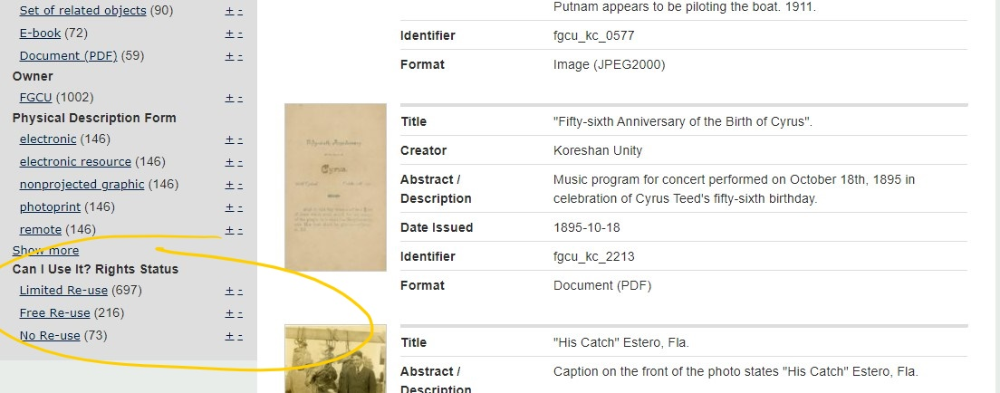 Set of related objects (90) + -
E-book (72) + -
Document (PDF) (59) + -
Owner
FGCU (1002) + -
Physical Description Form
electronic (146) + -
electronic resource (146) + -
nonprojected graphic (146) + -
photoprint (146) + -
remote (146) + -
Show more
Can I Use It? Rights Status
Limited Re-use (697) + -
Free Re-use (216) + -
No Re-use (73) + -
Putnam appears to be piloting the boat. 1911.
Identifier fgcu_kc_0577
Format Image (JPEG2000)
Cyrus
Title "Fifty-sixth Anniversary of the Birth of Cyrus".
Creator Koreshan Unity
Abstract / Music program for concert performed on October 18th, 1895 in
Description celebration of Cyrus Teed's fifty-sixth birthday.
Date Issued 1895-10-18
Identifier fgcu_kc_2213
Format Document (PDF)
Title "His Catch" Estero, Fla.
Abstract / Caption on the front of the photo states "His Catch" Estero, Fla.
Description